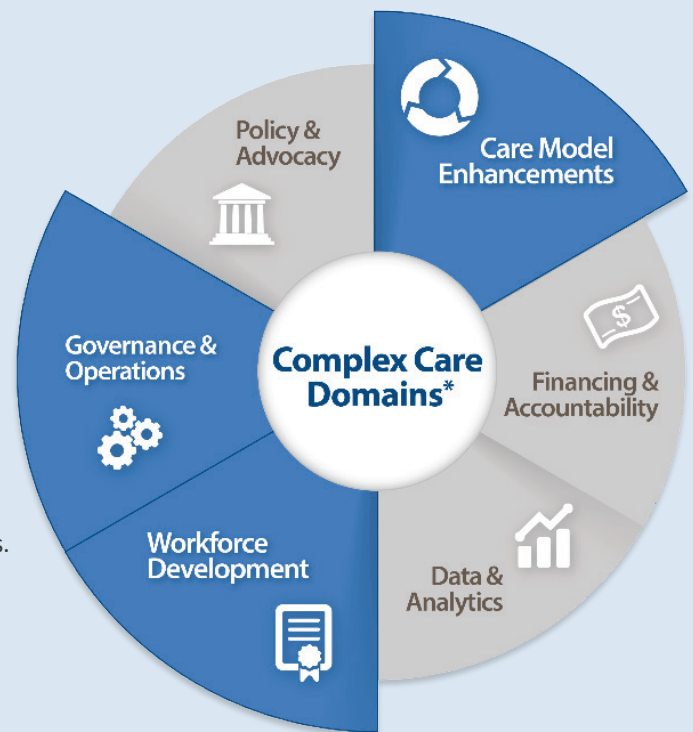 Policy &
Advocacy
Care Model
Enhancements
Governance &
Operations
Complex Care
Domains*
$
Financing &
Accountability
s.
Workforce
Development
Data &
Analytics